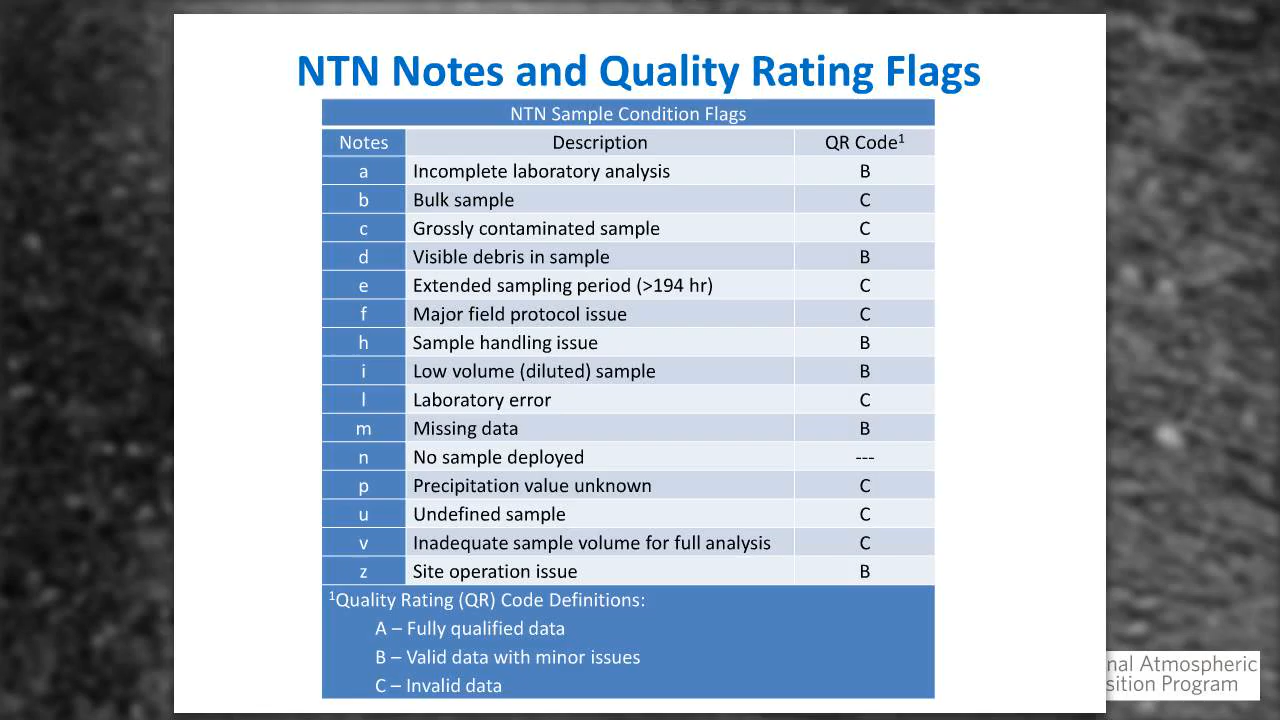 NTN Notes and Quality Rating Flags
NTN Sample Condition Flags
Notes Description QR Code¹
a Incomplete laboratory analysis B
b Bulk sample C
c Grossly contaminated sample C
d Visible debris in sample B
e Extended sampling period (>194 hr) C
f Major field protocol issue C
h Sample handling issue B
i Low volume (diluted) sample B
l Laboratory error C
m Missing data B
n No sample deployed ---
p Precipitation value unknown C
u Undefined sample C
v Inadequate sample volume for full analysis C
z Site operation issue B
¹Quality Rating (QR) Code Definitions:
A – Fully qualified data
B – Valid data with minor issues
C – Invalid data
nal Atmospheric
sition Program